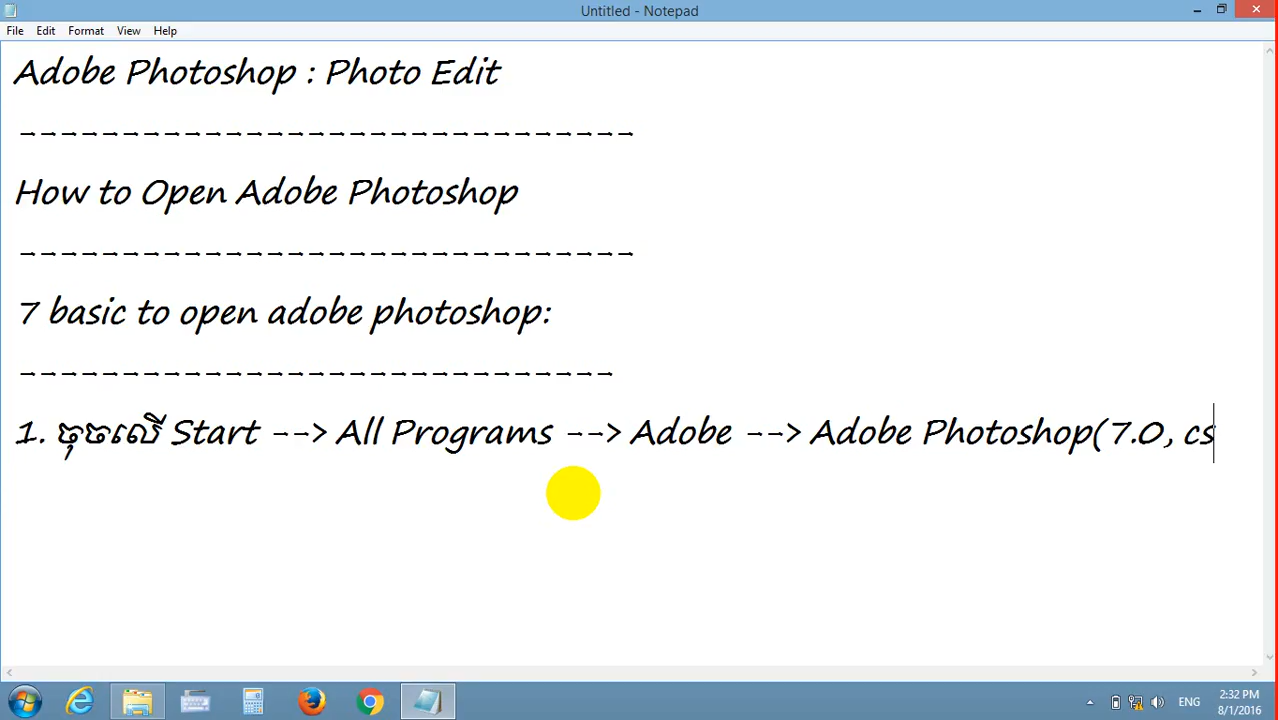 Untitled - Notepad
File Edit Format View Help
Adobe Photoshop : Photo Edit
------------------------------
How to Open Adobe Photoshop
------------------------------
7 basic to open adobe photoshop:
-----------------------------
1. ចុចលើ Start --> All Programs --> Adobe --> Adobe Photoshop(7.0, cs
ENG
2:32 PM
8/1/2016